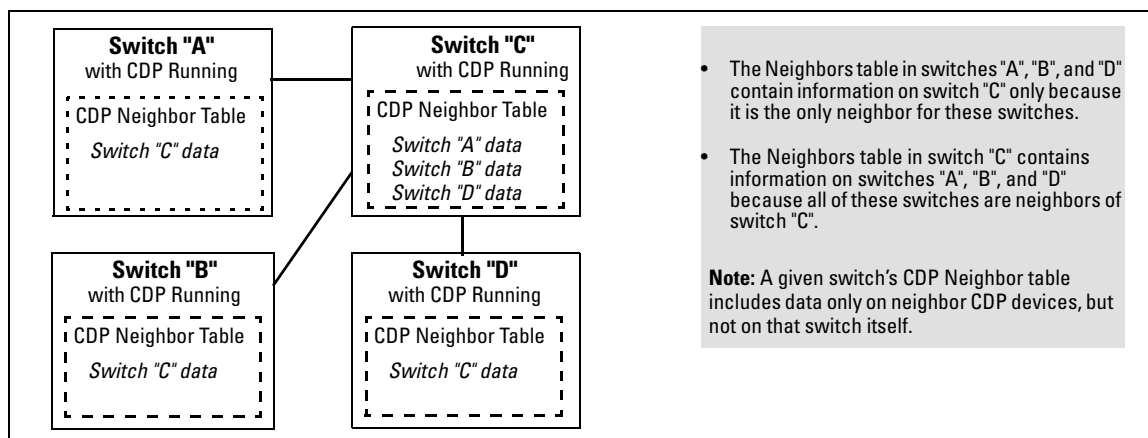 Switch "A"
with CDP Running
CDP Neighbor Table
Switch "C" data
Switch "C"
with CDP Running
CDP Neighbor Table
Switch "A" data
Switch "B" data
Switch "D" data
Switch "B"
with CDP Running
CDP Neighbor Table
Switch "C" data
Switch "D"
with CDP Running
CDP Neighbor Table
Switch "C" data
• The Neighbors table in switches "A", "B", and "D"
contain information on switch "C" only because
it is the only neighbor for these switches.
• The Neighbors table in switch "C" contains
information on switches "A", "B", and "D"
because all of these switches are neighbors of
switch "C".
Note: A given switch’s CDP Neighbor table
includes data only on neighbor CDP devices, but
not on that switch itself.